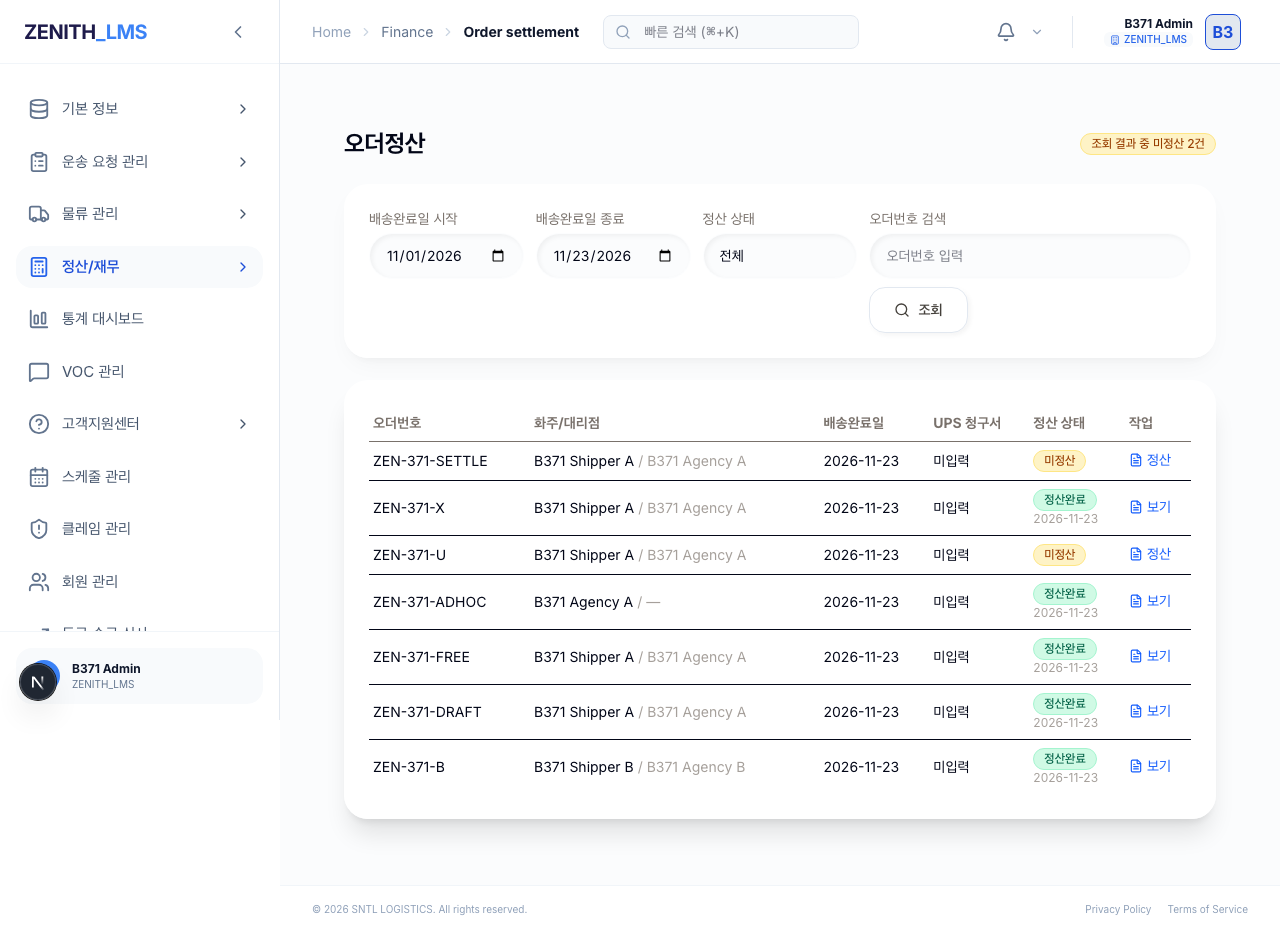 ZENITH_LMS
Home > Finance > Order settlement
빠른 검색 (⌘+K)
B371 Admin
ZENITH_LMS
B3
기본 정보
운송 요청 관리
물류 관리
정산/재무
통계 대시보드
VOC 관리
고객지원센터
스케줄 관리
클레임 관리
회원 관리
B371 Admin
ZENITH_LMS
N
오더정산
조회 결과 중 미정산 2건
배송완료일 시작 배송완료일 종료 정산 상태 오더번호 검색
11/01/2026 11/23/2026 전체 오더번호 입력
조회
오더번호 화주/대리점 배송완료일 UPS 청구서 정산 상태 작업
ZEN-371-SETTLE B371 Shipper A / B371 Agency A 2026-11-23 미입력 미정산 정산
ZEN-371-X B371 Shipper A / B371 Agency A 2026-11-23 미입력 정산완료 보기
2026-11-23
ZEN-371-U B371 Shipper A / B371 Agency A 2026-11-23 미입력 미정산 정산
ZEN-371-ADHOC B371 Agency A / — 2026-11-23 미입력 정산완료 보기
2026-11-23
ZEN-371-FREE B371 Shipper A / B371 Agency A 2026-11-23 미입력 정산완료 보기
2026-11-23
ZEN-371-DRAFT B371 Shipper A / B371 Agency A 2026-11-23 미입력 정산완료 보기
2026-11-23
ZEN-371-B B371 Shipper B / B371 Agency B 2026-11-23 미입력 정산완료 보기
2026-11-23
© 2026 SNTL LOGISTICS. All rights reserved.
Privacy Policy Terms of Service